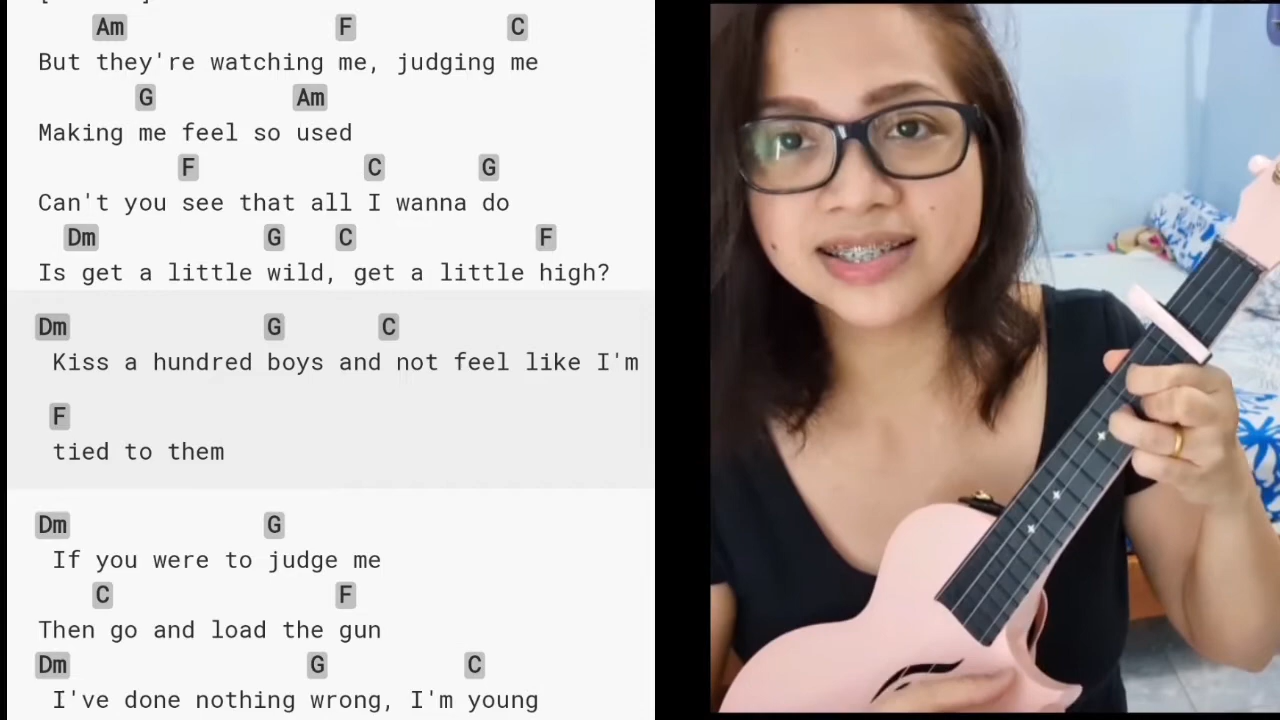 Am F C
But they're watching me, judging me
G Am
Making me feel so used
F C G
Can't you see that all I wanna do
Dm G C F
Is get a little wild, get a little high?
Dm G C
Kiss a hundred boys and not feel like I'm
F
tied to them
Dm G
If you were to judge me
C F
Then go and load the gun
Dm G C
I've done nothing wrong, I'm young